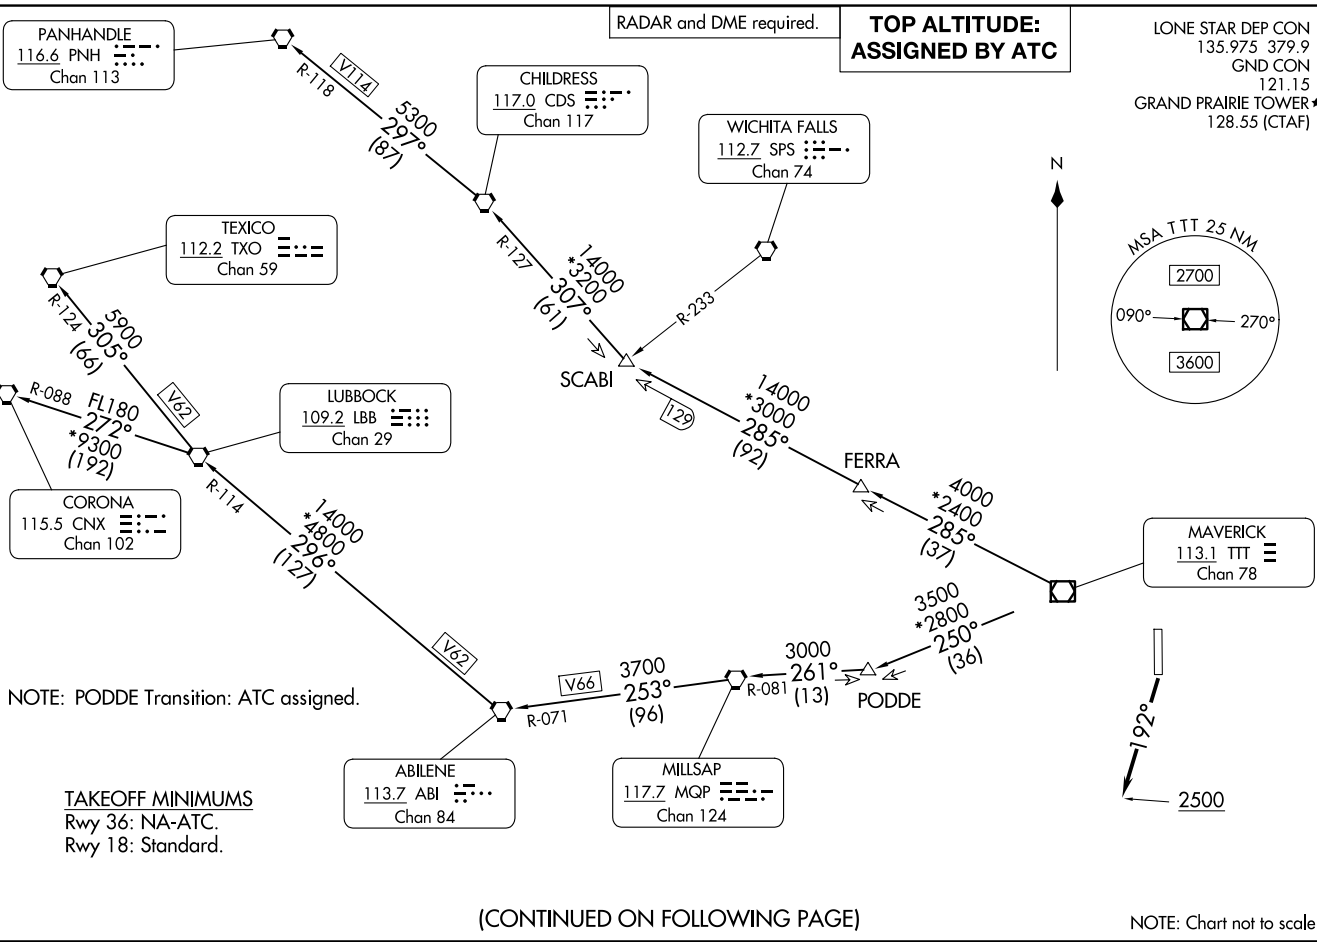 RADAR and DME required.
TOP ALTITUDE:
ASSIGNED BY ATC
LONE STAR DEP CON
135.975 379.9
GND CON
121.15
GRAND PRAIRIE TOWER★
128.55 (CTAF)
PANHANDLE
116.6 PNH
Chan 113
R-118
V114
5300
297°
(87)
CHILDRESS
117.0 CDS
Chan 117
WICHITA FALLS
112.7 SPS
Chan 74
N
MSA TTT 25 NM
2700
090°
270°
3600
TEXICO
112.2 TXO
Chan 59
R-127
14000
*3200
307°
(61)
R-233
R-124
5900
305°
(66)
V62
SCABI
129
14000
*3000
285°
(92)
R-088
FL180
272°
*9300
(192)
LUBBOCK
109.2 LBB
Chan 29
FERRA
CORONA
115.5 CNX
Chan 102
R-114
14000
*4800
296°
(127)
4000
*2400
285°
(37)
MAVERICK
113.1 TTT
Chan 78
V62
3500
*2800
250°
(36)
NOTE: PODDE Transition: ATC assigned.
R-071
V66
3700
253°
(96)
R-081
3000
261°
(13)
PODDE
192°
2500
ABILENE
113.7 ABI
Chan 84
MILLSAP
117.7 MQP
Chan 124
TAKEOFF MINIMUMS
Rwy 36: NA-ATC.
Rwy 18: Standard.
(CONTINUED ON FOLLOWING PAGE)
NOTE: Chart not to scale